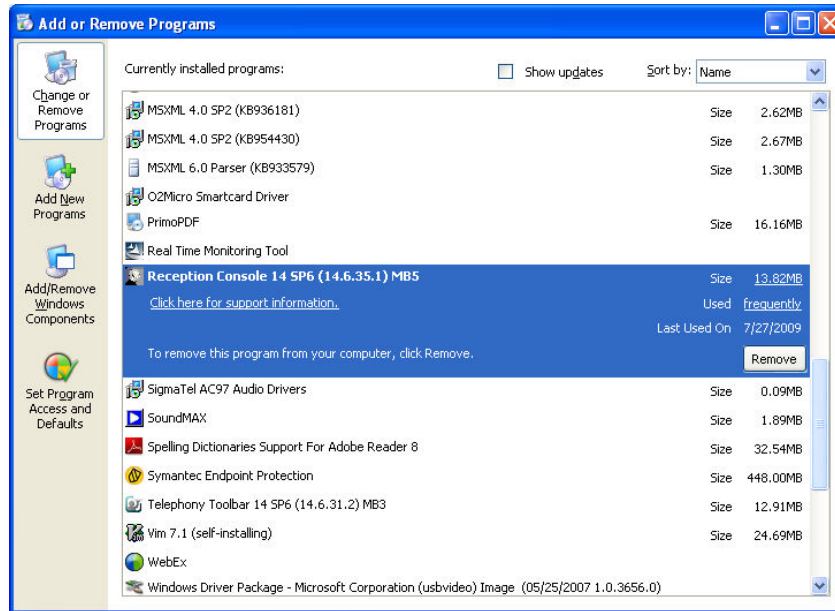 Add or Remove Programs
Change or
Remove
Programs
Add New
Programs
Add/Remove
Windows
Components
Set Program
Access and
Defaults
Currently installed programs:
Show updates
Sort by: Name
MSXML 4.0 SP2 (KB936181) Size 2.62MB
MSXML 4.0 SP2 (KB954430) Size 2.67MB
MSXML 6.0 Parser (KB933579) Size 1.30MB
O2Micro Smartcard Driver
PrimoPDF Size 16.16MB
Real Time Monitoring Tool
Reception Console 14 SP6 (14.6.35.1) MB5 Size 13.82MB
Click here for support information. Used frequently
Last Used On 7/27/2009
To remove this program from your computer, click Remove. Remove
SigmaTel AC97 Audio Drivers Size 0.09MB
SoundMAX Size 1.89MB
Spelling Dictionaries Support For Adobe Reader 8 Size 32.54MB
Symantec Endpoint Protection Size 448.00MB
Telephony Toolbar 14 SP6 (14.6.31.2) MB3 Size 12.91MB
Vim 7.1 (self-installing) Size 24.69MB
WebEx
Windows Driver Package - Microsoft Corporation (usbvideo) Image (05/25/2007 1.0.3656.0)